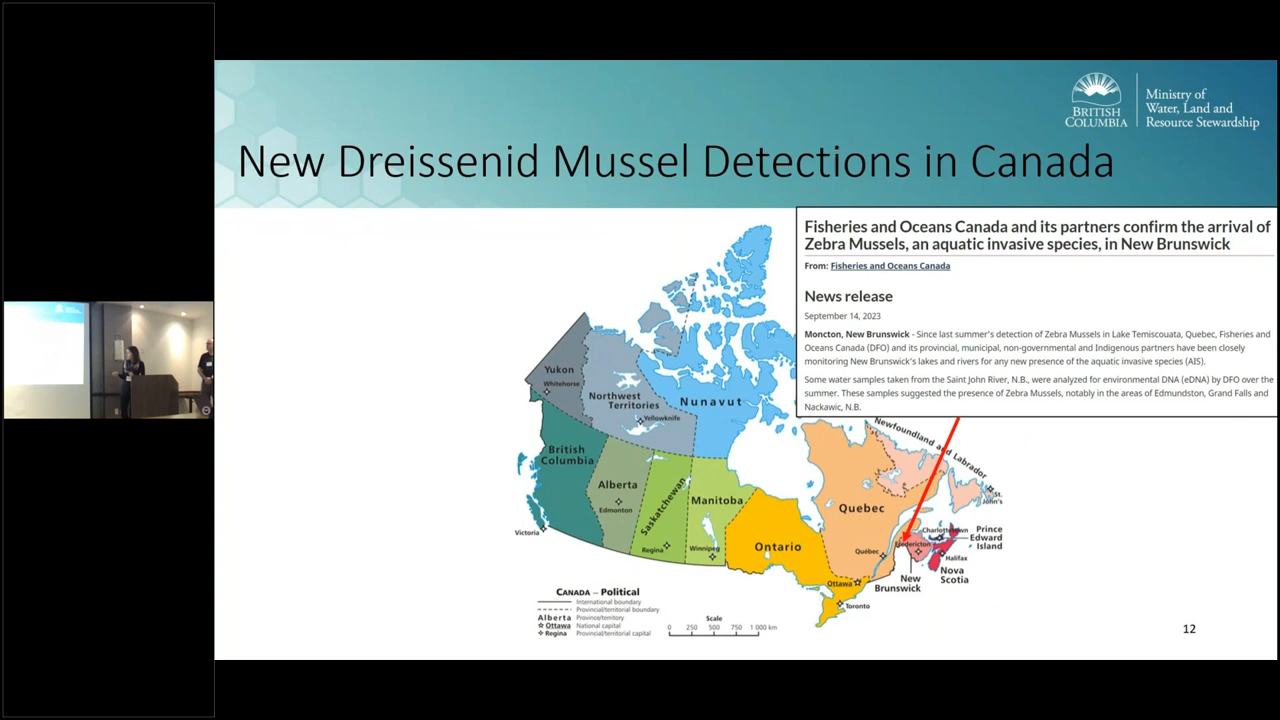 BRITISH
COLUMBIA
Ministry of
Water, Land and
Resource Stewardship
New Dreissenid Mussel Detections in Canada
Fisheries and Oceans Canada and its partners confirm the arrival of
Zebra Mussels, an aquatic invasive species, in New Brunswick
From: Fisheries and Oceans Canada
News release
September 14, 2023
Moncton, New Brunswick - Since last summer's detection of Zebra Mussels in Lake Temiscouata, Quebec, Fisheries and
Oceans Canada (DFO) and its provincial, municipal, non-governmental and Indigenous partners have been closely
monitoring New Brunswick's lakes and rivers for any new presence of the aquatic invasive species (AIS).
Some water samples taken from the Saint John River, N.B., were analyzed for environmental DNA (eDNA) by DFO over the
summer. These samples suggested the presence of Zebra Mussels, notably in the areas of Edmundston, Grand Falls and
Nackawic, N.B.
Yukon
Whitehorse
Northwest
Territories
Yellowknife
Nunavut
British
Columbia
Victoria
Alberta
Edmonton
Saskatchewan
Regina
Manitoba
Winnipeg
Ontario
Ottawa
Toronto
Quebec
Québec
Newfoundland and Labrador
St.
John's
Charlottetown
Prince
Edward
Island
Fredericton
Halifax
New
Brunswick
Nova
Scotia
CANADA – Political
International boundary
Provincial/territorial boundary
Alberta Province/territory
Ottawa National capital
Regina Provincial/territorial capital
Scale
0 250 500 750 1 000 km
12